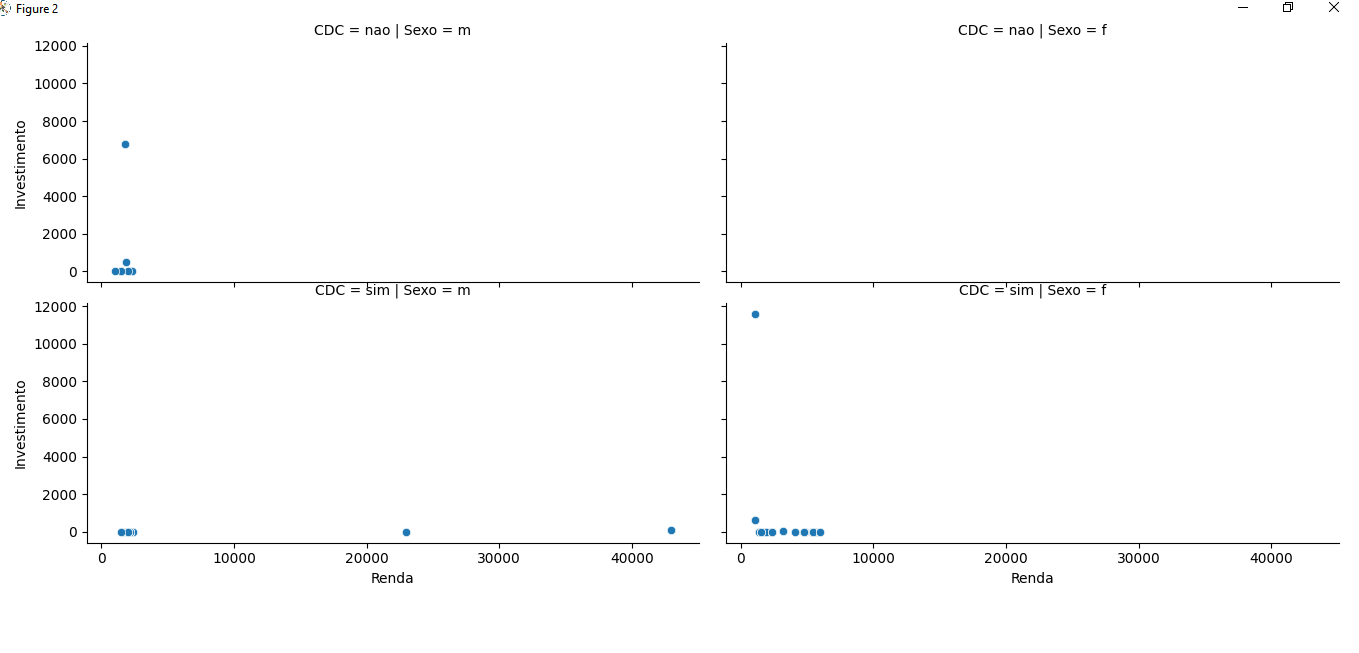 Figure 2
CDC = nao | Sexo = m
CDC = nao | Sexo = f
12000
10000
8000
6000
4000
2000
0
Investimento
CDC = sim | Sexo = m
CDC = sim | Sexo = f
12000
10000
8000
6000
4000
2000
0
Investimento
0 10000 20000 30000 40000
Renda
0 10000 20000 30000 40000
Renda